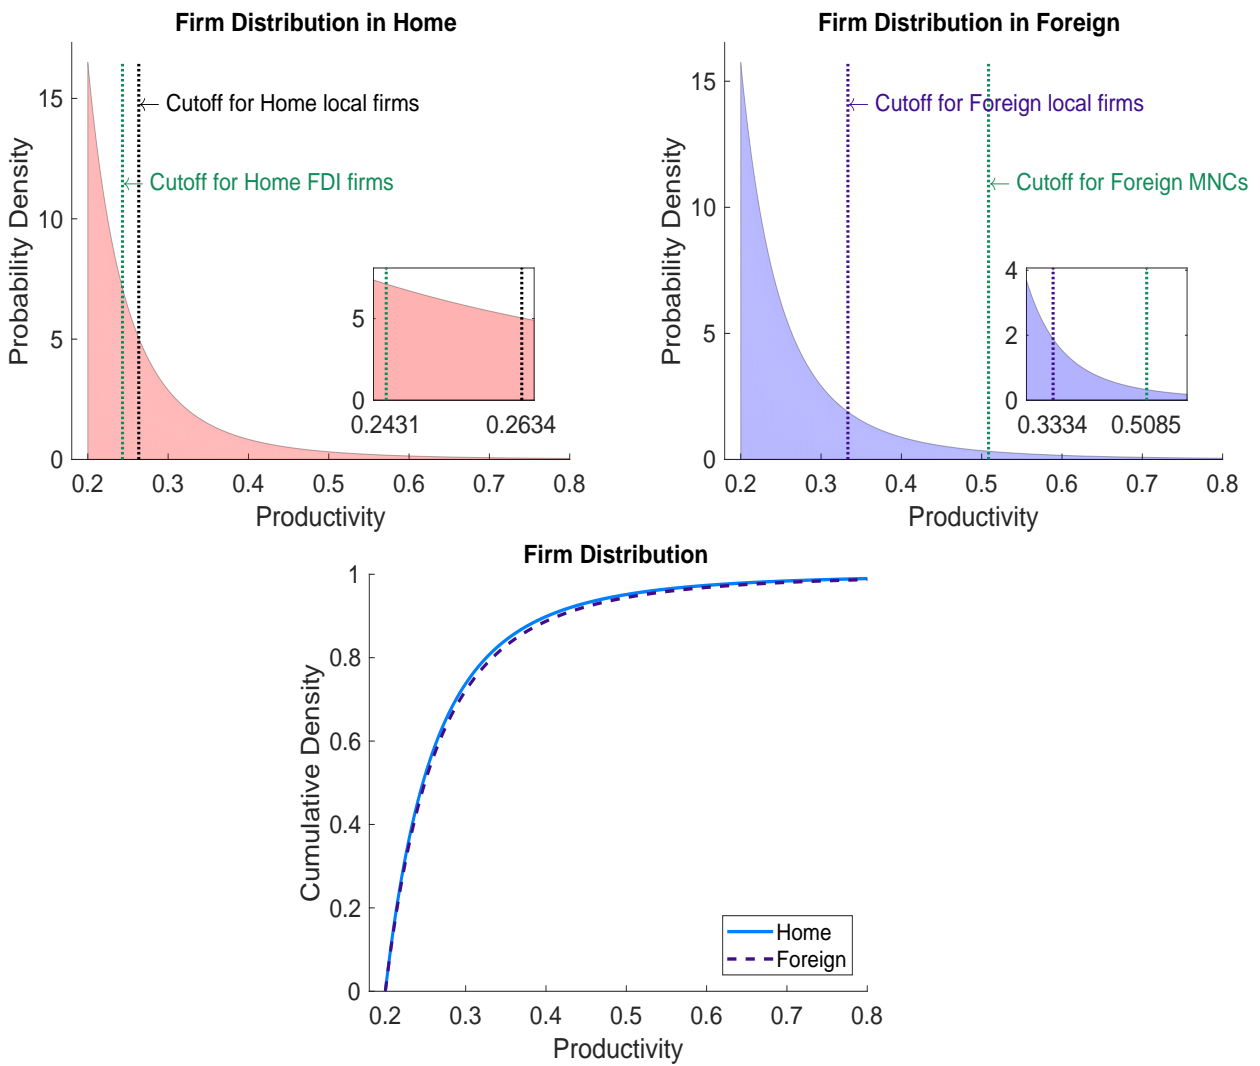 Firm Distribution in Home
Probability Density
15
10
5
0
Cutoff for Home local firms
Cutoff for Home FDI firms
5
0
0.2431 0.2634
0.2 0.3 0.4 0.5 0.6 0.7 0.8
Productivity
Firm Distribution in Foreign
Probability Density
15
10
5
0
Cutoff for Foreign local firms
Cutoff for Foreign MNCs
4
2
0
0.3334 0.5085
0.2 0.3 0.4 0.5 0.6 0.7 0.8
Productivity
Firm Distribution
Cumulative Density
1
0.8
0.6
0.4
0.2
0
Home
Foreign
0.2 0.3 0.4 0.5 0.6 0.7 0.8
Productivity